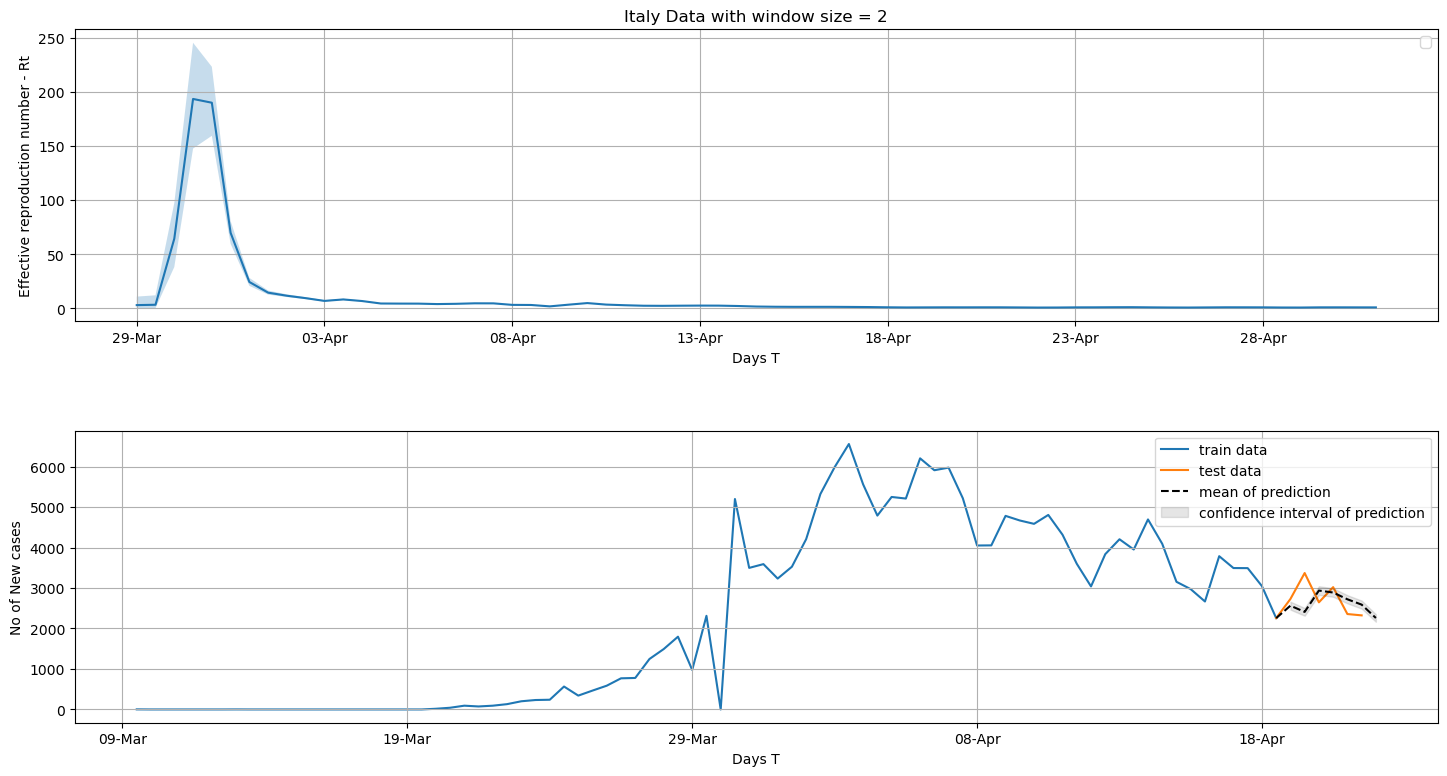 Italy Data with window size = 2
Effective reproduction number - Rt
250
200
150
100
50
0
29-Mar 03-Apr 08-Apr 13-Apr 18-Apr 23-Apr 28-Apr
Days T
No of New cases
6000
5000
4000
3000
2000
1000
0
train data
test data
mean of prediction
confidence interval of prediction
09-Mar 19-Mar 29-Mar 08-Apr 18-Apr
Days T